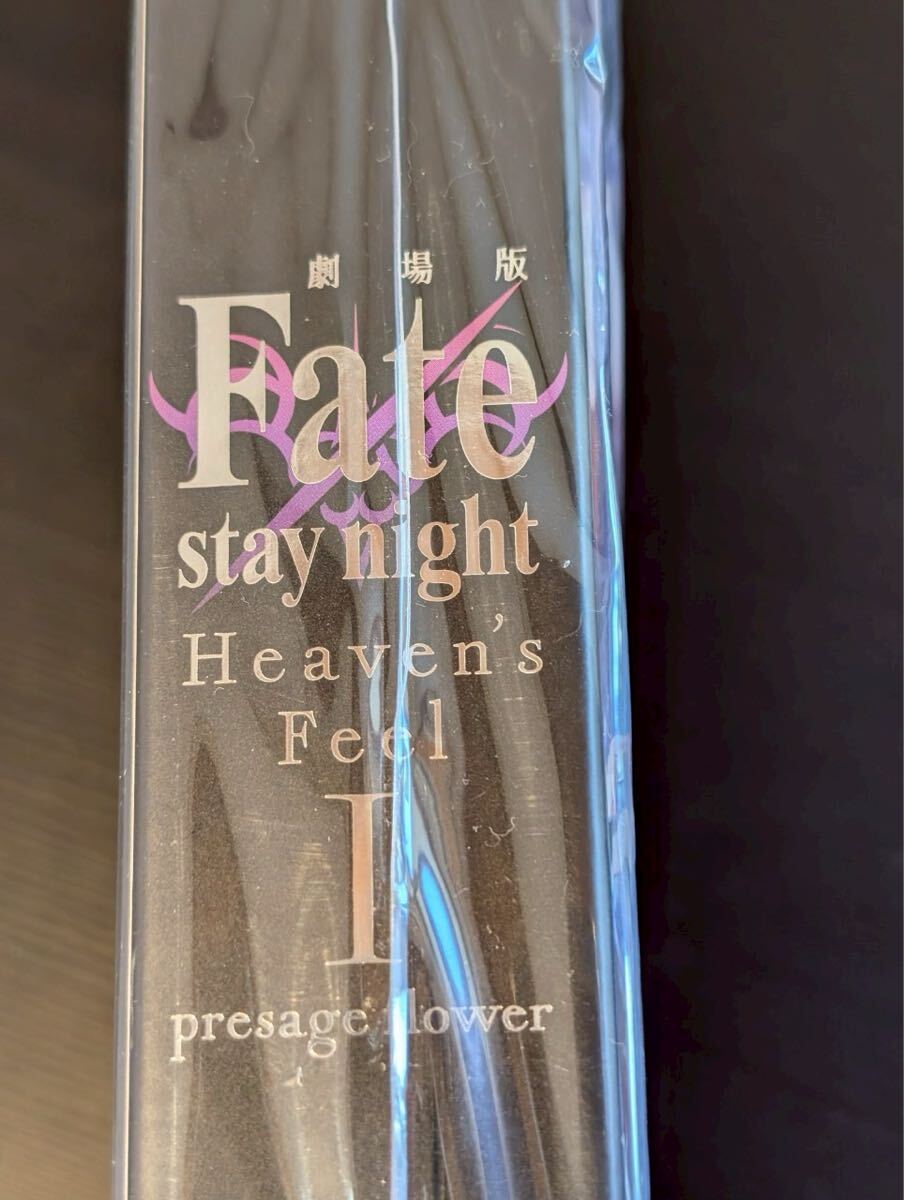 劇場版
Fate
stay night
Heaven's
Feel
I
presage flower